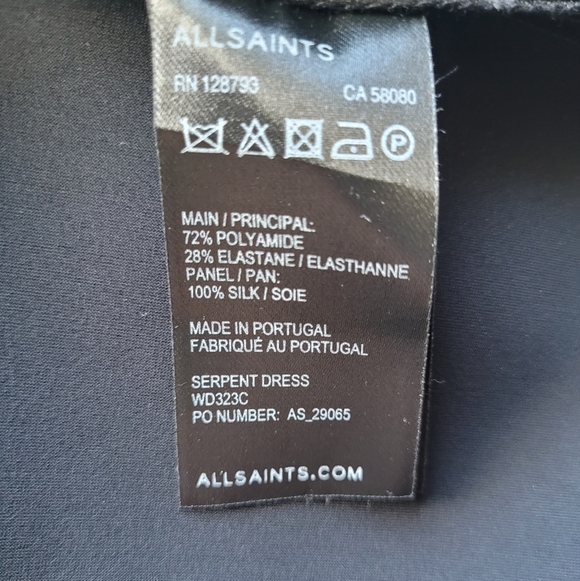 ALLSAINTS
RN 128793 CA 58080
P
MAIN / PRINCIPAL:
72% POLYAMIDE
28% ELASTANE / ELASTHANNE
PANEL / PAN:
100% SILK / SOIE
MADE IN PORTUGAL
FABRIQUÉ AU PORTUGAL
SERPENT DRESS
WD323C
PO NUMBER: AS_29065
ALLSAINTS.COM